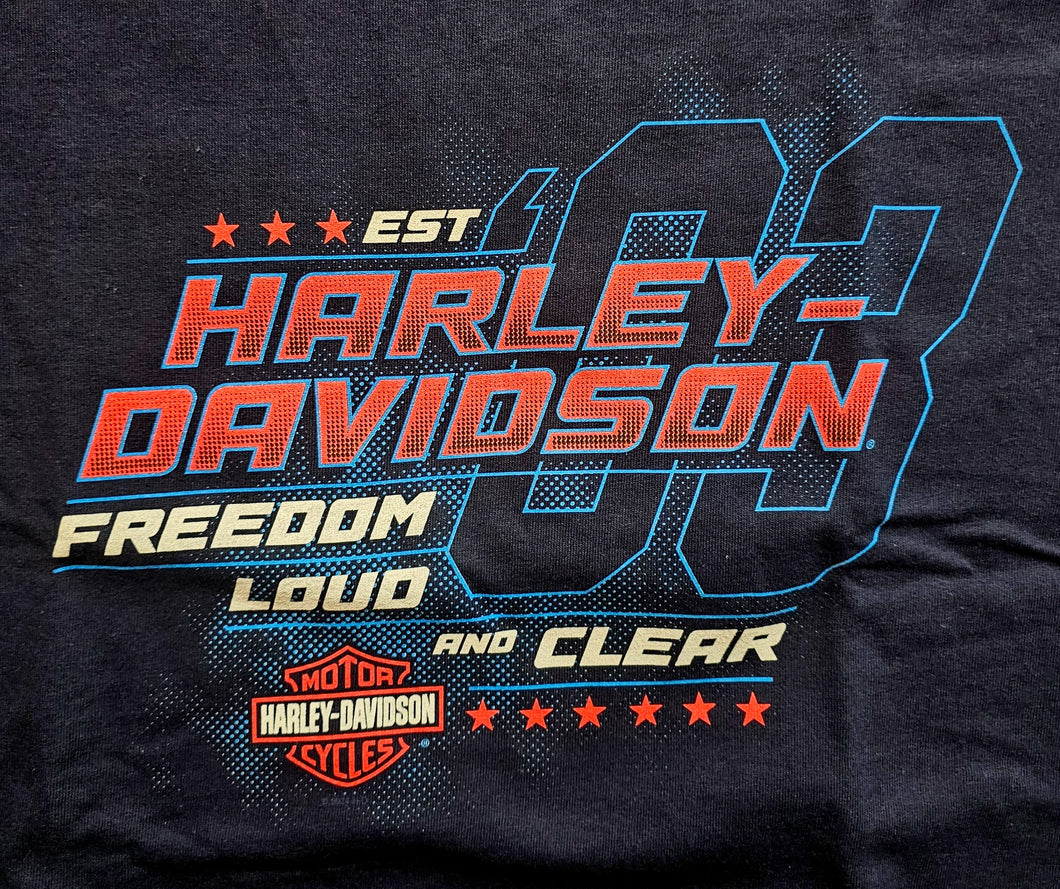 ★★★ EST '03
HARLEY-
DAVIDSON®
FREEDOM
LOUD
AND CLEAR
★★★★★★
MOTOR
HARLEY-DAVIDSON
CYCLES®